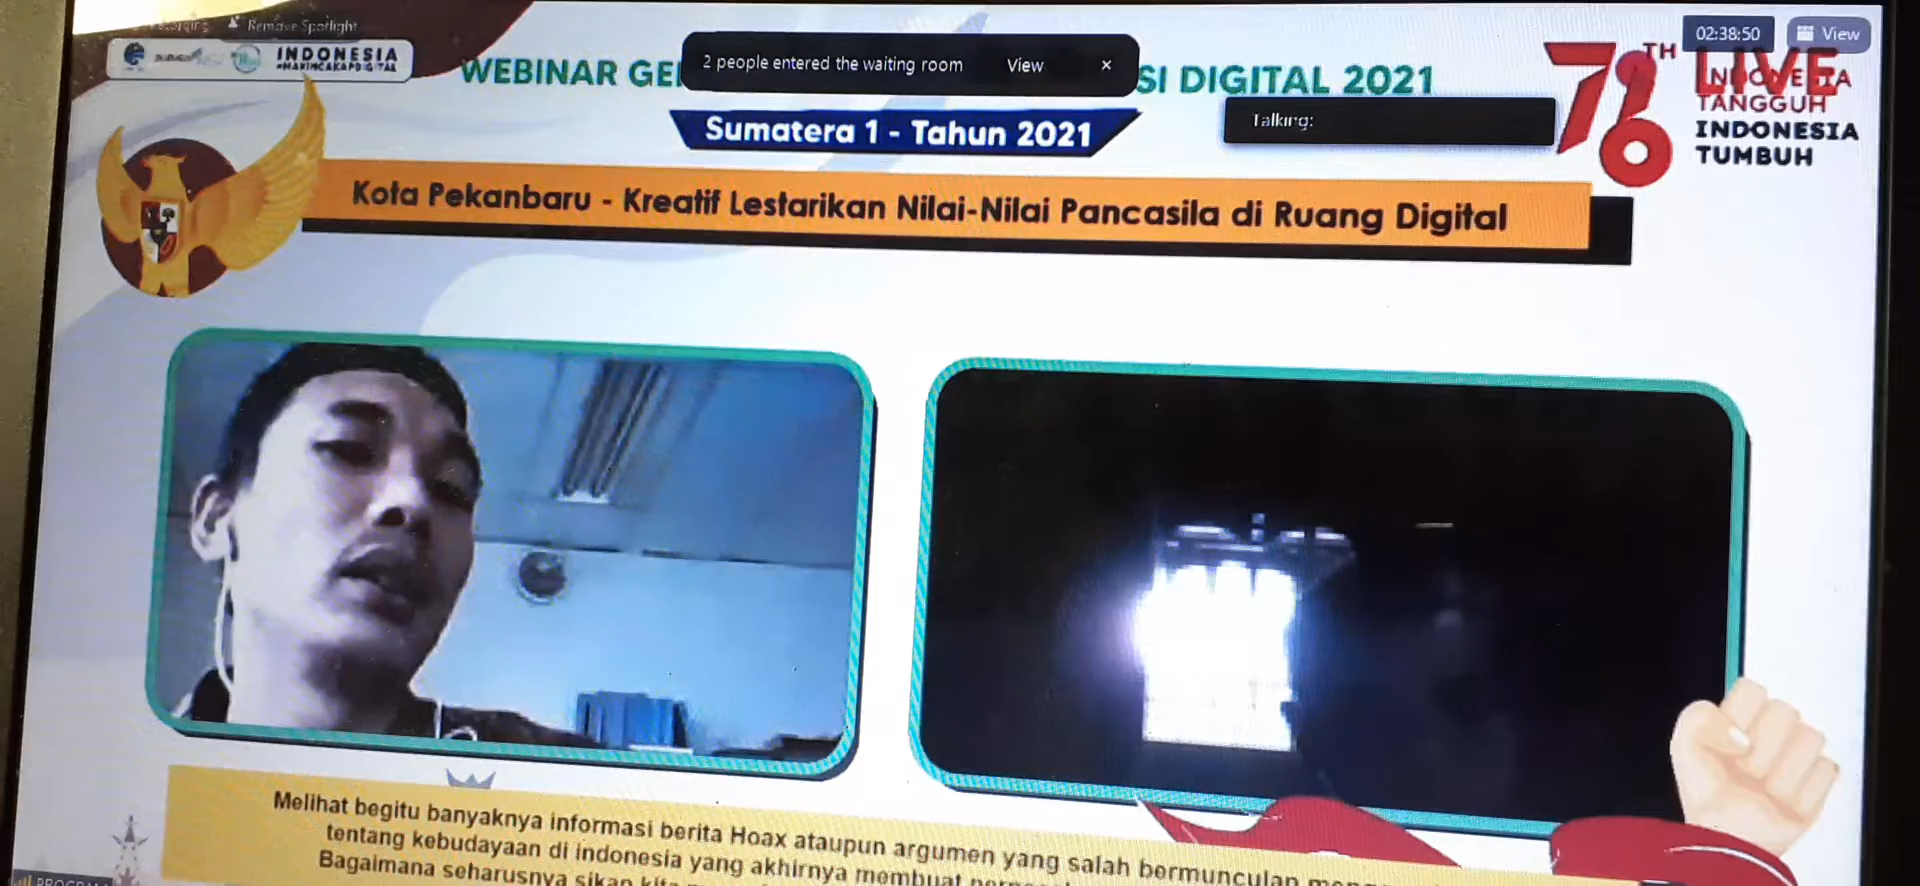 Remove Spotlight
INDONESIA
#MAKINCAKAPDIGITAL
WEBINAR GE
SI DIGITAL 2021
2 people entered the waiting room View ×
02:38:50 View
Talking:
Sumatera 1 - Tahun 2021
76TH
LIVE
INDONESIA
TANGGUH
INDONESIA
TUMBUH
Kota Pekanbaru - Kreatif Lestarikan Nilai-Nilai Pancasila di Ruang Digital
Melihat begitu banyaknya informasi berita Hoax ataupun argumen yang salah bermunculan
tentang kebudayaan di indonesia yang akhirnya membuat
Bagaimana seharusnya sikap